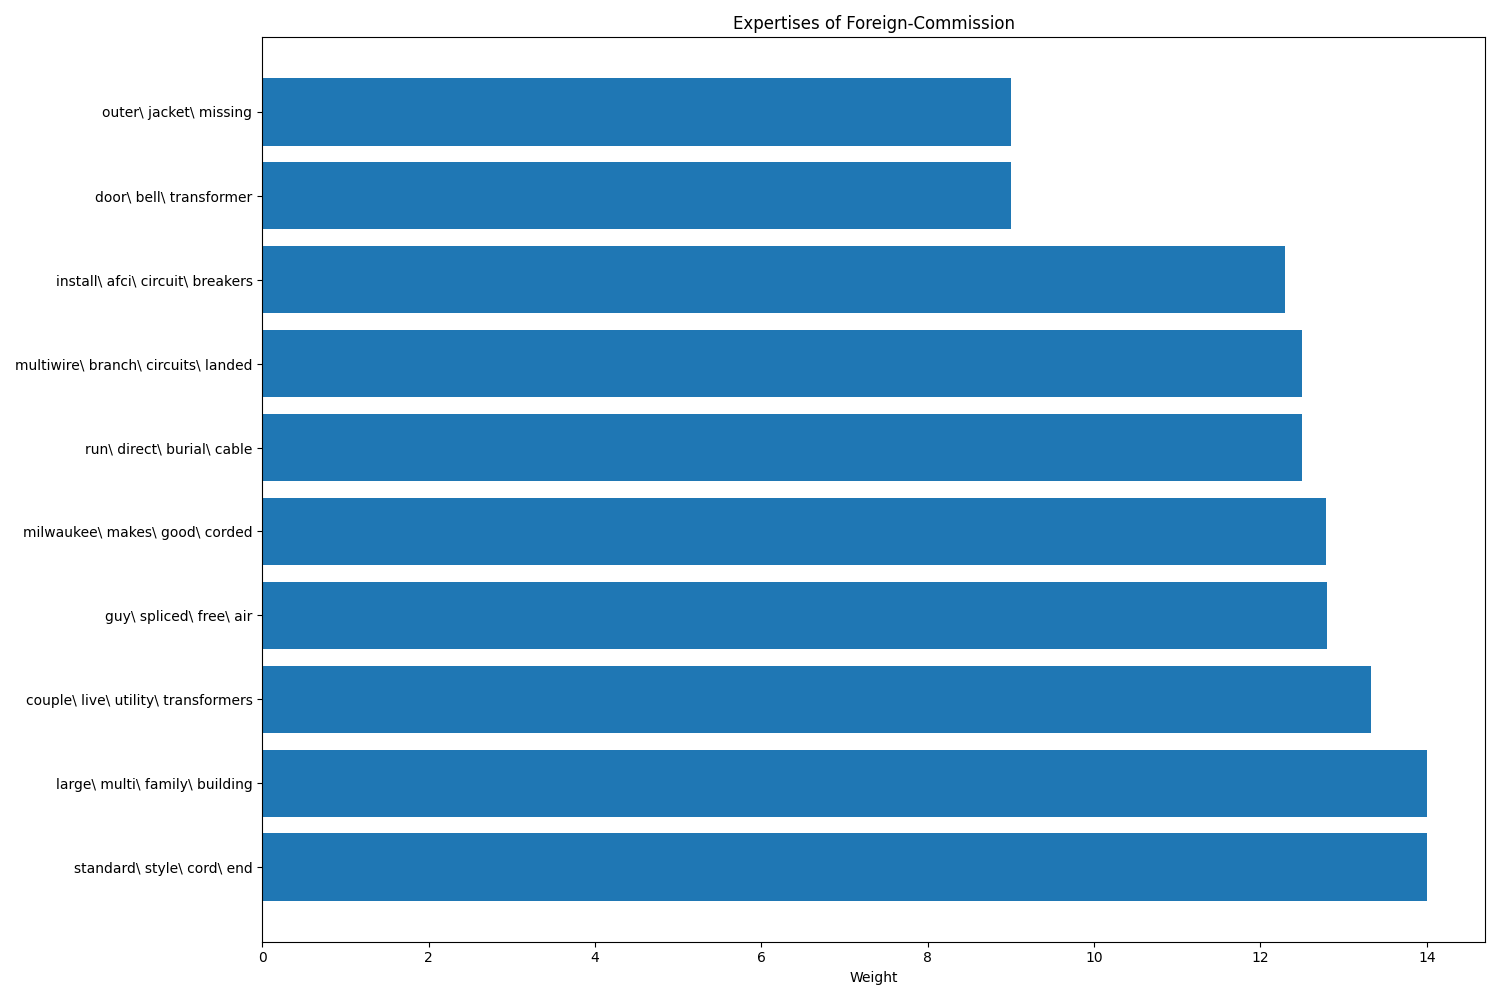 Expertises of Foreign-Commission
outer\ jacket\ missing
door\ bell\ transformer
install\ afci\ circuit\ breakers
multiwire\ branch\ circuits\ landed
run\ direct\ burial\ cable
milwaukee\ makes\ good\ corded
guy\ spliced\ free\ air
couple\ live\ utility\ transformers
large\ multi\ family\ building
standard\ style\ cord\ end
0 2 4 6 8 10 12 14
Weight